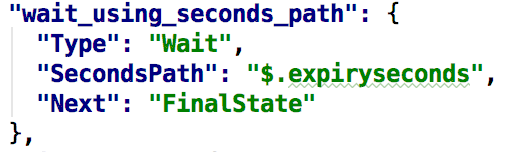 "wait_using_seconds_path": {
  "Type": "Wait",
  "SecondsPath": "$.expiryseconds",
  "Next": "FinalState"
},